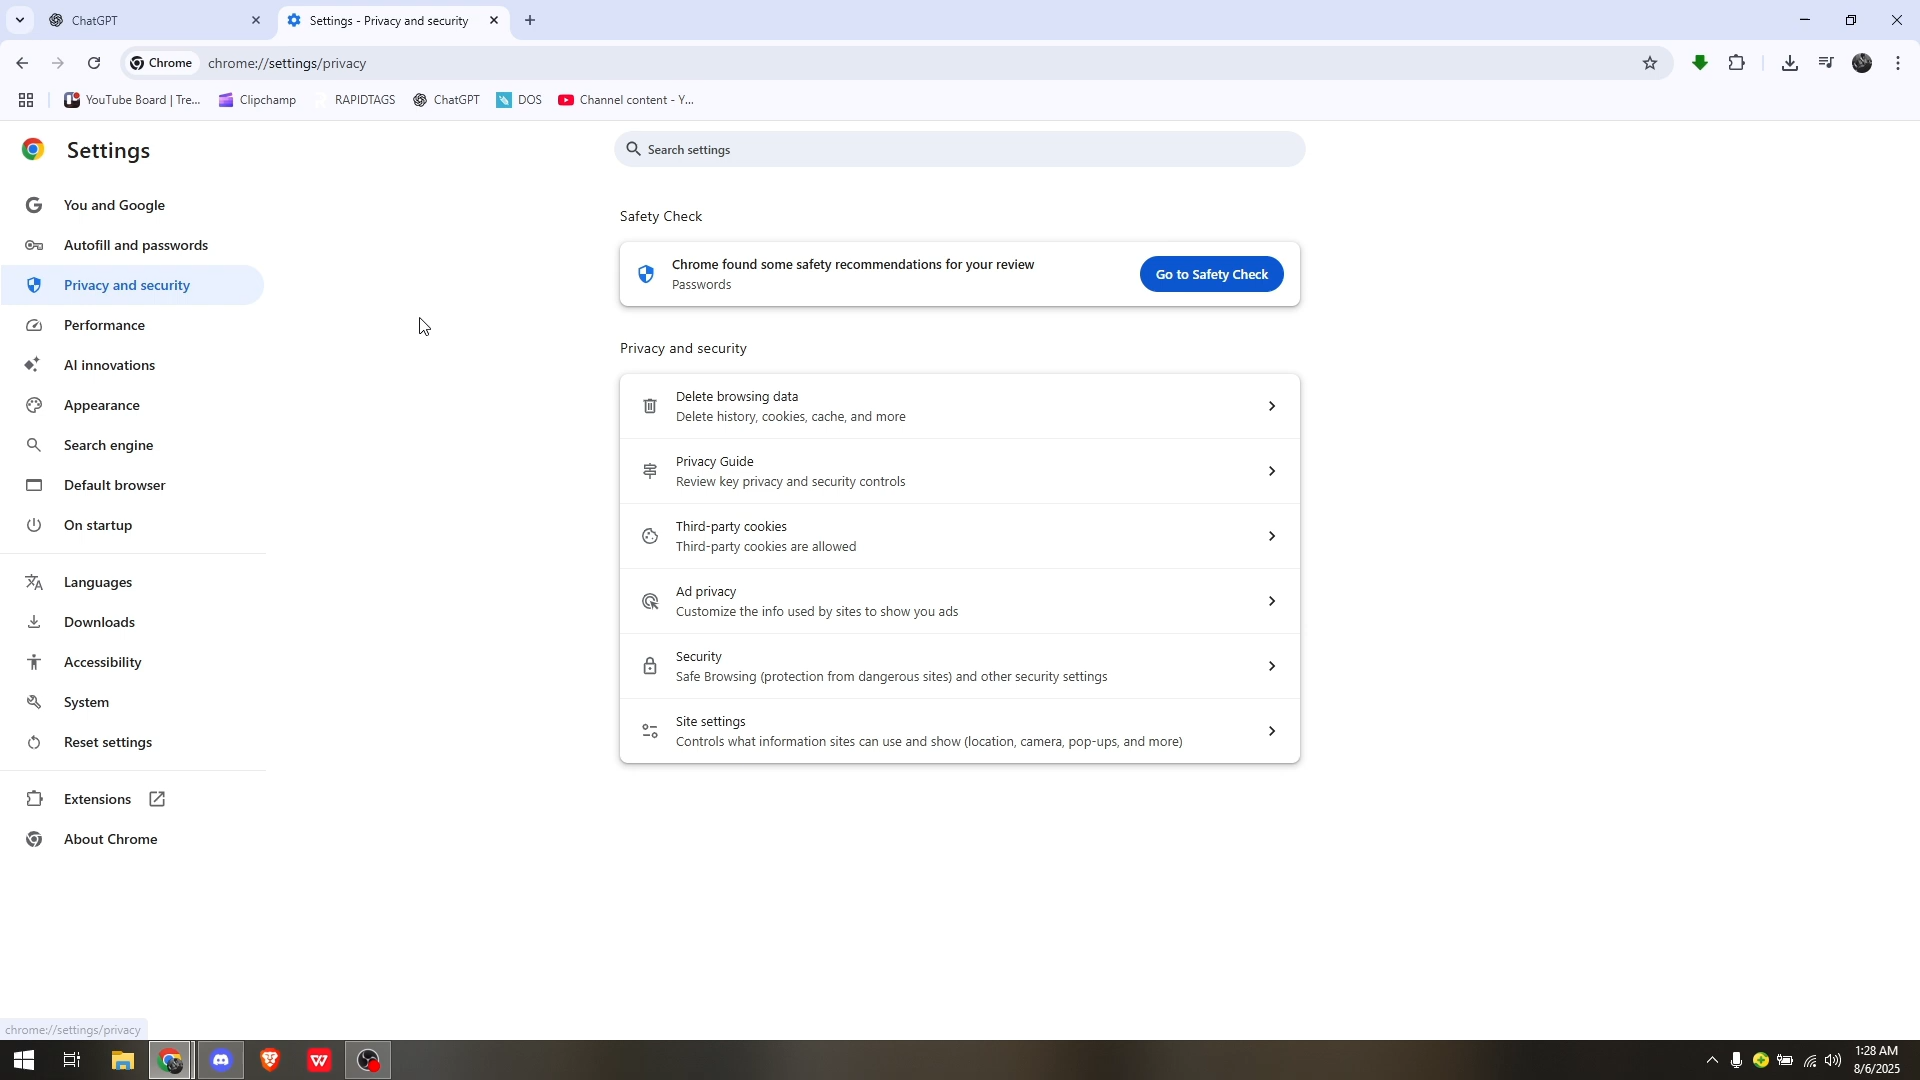 ChatGPT
Settings - Privacy and security
Chrome
chrome://settings/privacy
YouTube Board | Tre...
Clipchamp
RAPIDTAGS
ChatGPT
DOS
Channel content - Y...
Settings
Search settings
You and Google
Autofill and passwords
Privacy and security
Performance
AI innovations
Appearance
Search engine
Default browser
On startup
Languages
Downloads
Accessibility
System
Reset settings
Extensions
About Chrome
Safety Check
Chrome found some safety recommendations for your review
Passwords
Go to Safety Check
Privacy and security
Delete browsing data
Delete history, cookies, cache, and more
Privacy Guide
Review key privacy and security controls
Third-party cookies
Third-party cookies are allowed
Ad privacy
Customize the info used by sites to show you ads
Security
Safe Browsing (protection from dangerous sites) and other security settings
Site settings
Controls what information sites can use and show (location, camera, pop-ups, and more)
chrome://settings/privacy
1:28 AM
8/6/2025